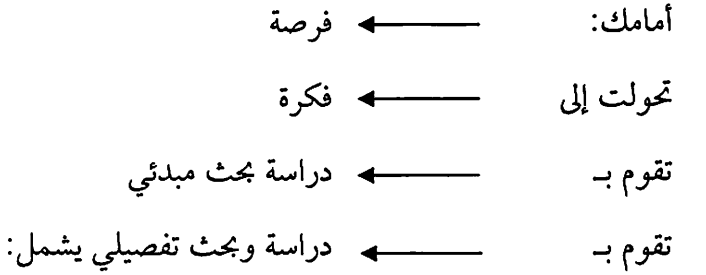 أمامك: ← فرصة
تحولت إلى ← فكرة
تقوم بـ ← دراسة بحث مبدئي
تقوم بـ ← دراسة وبحث تفصيلي يشمل: